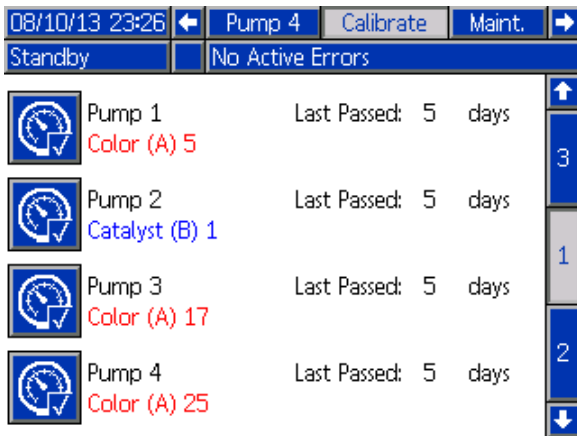 08/10/13 23:26 Pump 4 Calibrate Maint.
Standby No Active Errors
Pump 1 Last Passed: 5 days
Color (A) 5
3
Pump 2 Last Passed: 5 days
Catalyst (B) 1
1
Pump 3 Last Passed: 5 days
Color (A) 17
2
Pump 4 Last Passed: 5 days
Color (A) 25